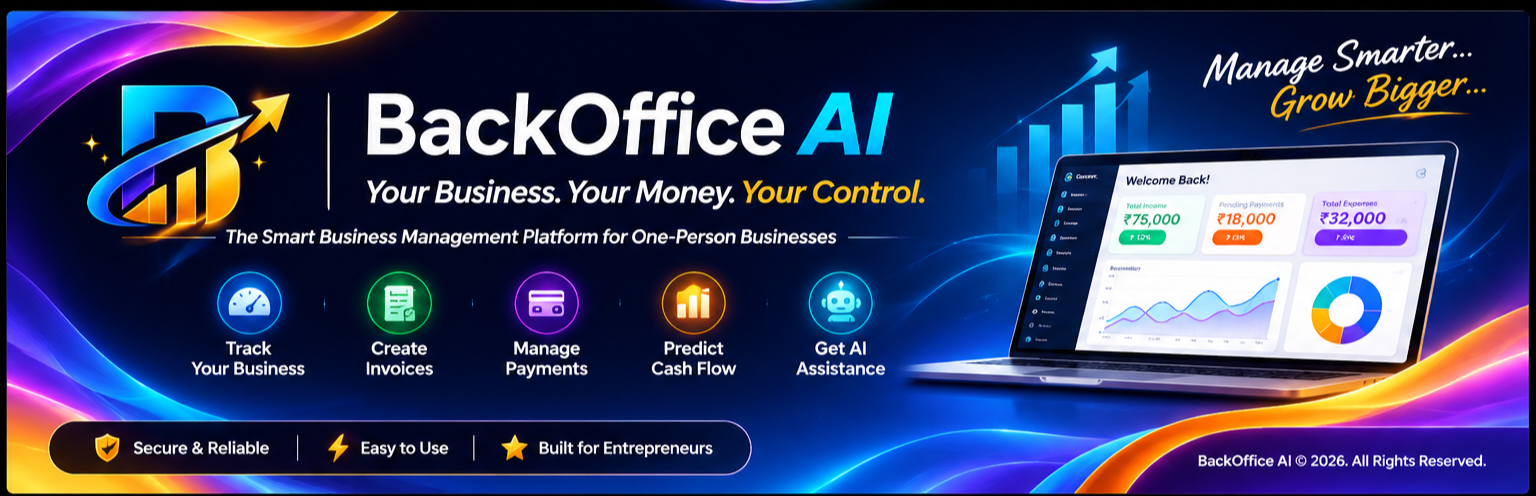 BackOffice AI
Your Business. Your Money. Your Control.
The Smart Business Management Platform for One-Person Businesses
Track
Your Business
Create
Invoices
Manage
Payments
Predict
Cash Flow
Get AI
Assistance
Secure & Reliable
Easy to Use
Built for Entrepreneurs
Manage Smarter...
Grow Bigger...
Welcome Back!
Total Income
₹75,000
Pending Payments
₹18,000
Total Expenses
₹32,000
BackOffice AI © 2026. All Rights Reserved.